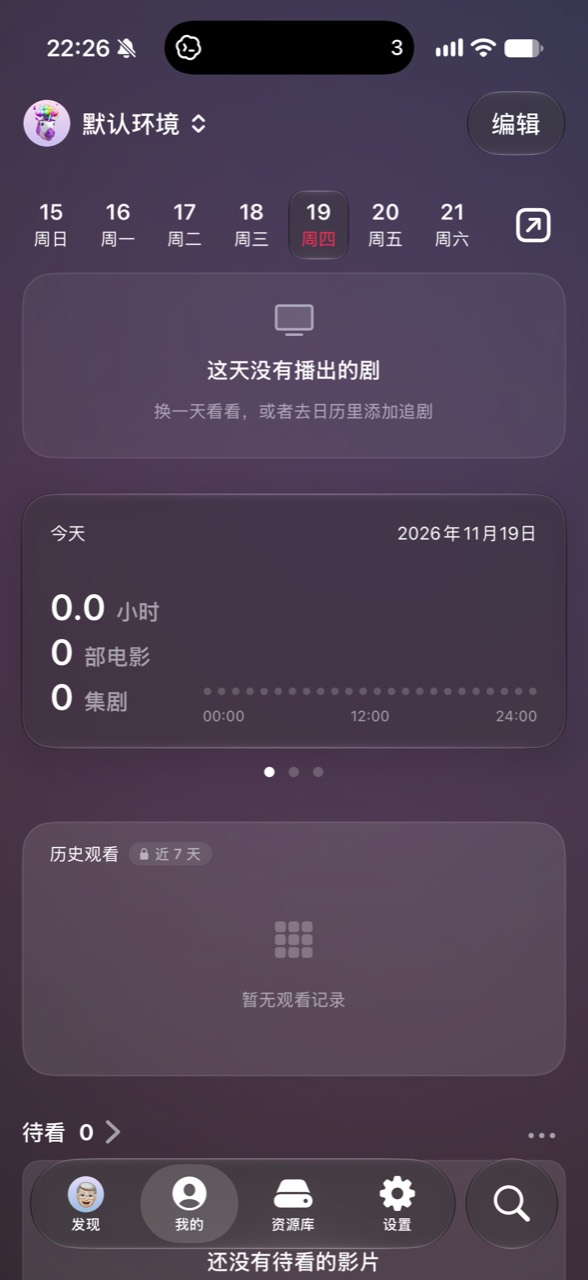 22:26
3
默认环境
编辑
15 16 17 18 19 20 21
周日 周一 周二 周三 周四 周五 周六
这天没有播出的剧
换一天看看，或者去日历里添加追剧
今天 2026年11月19日
0.0 小时
0 部电影
0 集剧
00:00 12:00 24:00
历史观看 近 7 天
暂无观看记录
待看 0
发现 我的 资源库 设置
还没有待看的影片